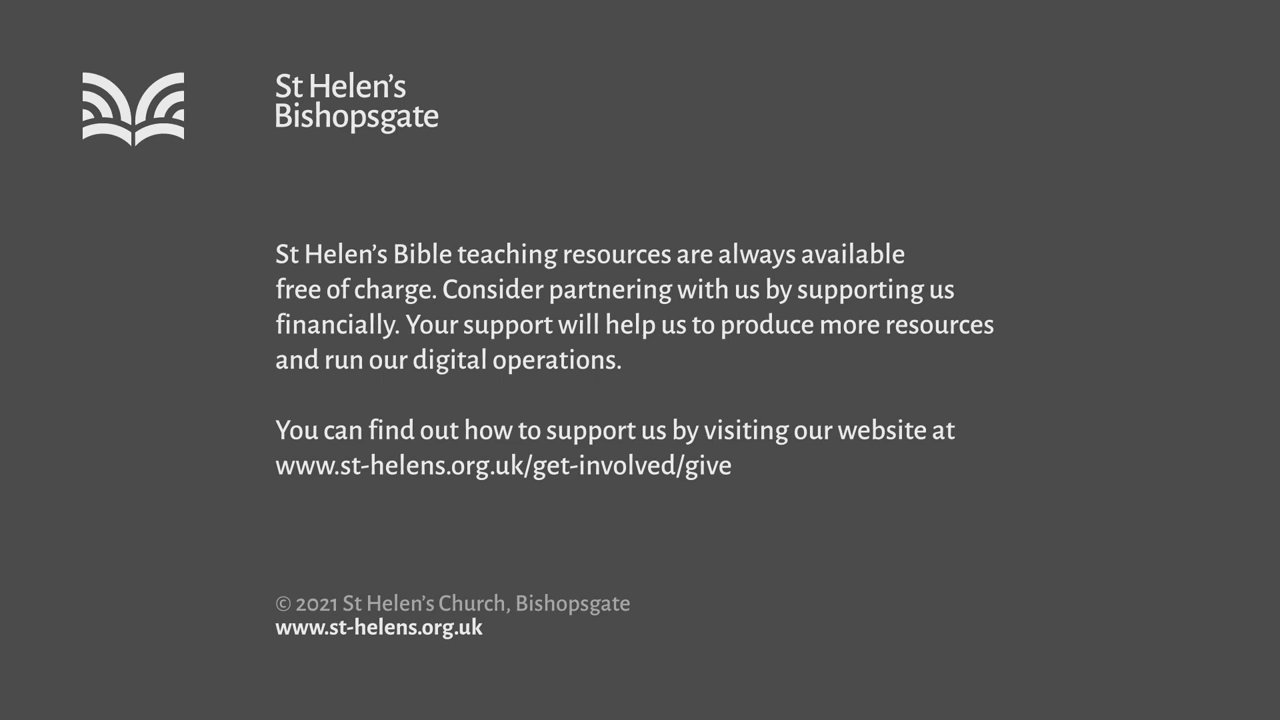 St Helen’s
Bishopsgate
St Helen’s Bible teaching resources are always available
free of charge. Consider partnering with us by supporting us
financially. Your support will help us to produce more resources
and run our digital operations.
You can find out how to support us by visiting our website at
www.st-helens.org.uk/get-involved/give
© 2021 St Helen’s Church, Bishopsgate
www.st-helens.org.uk